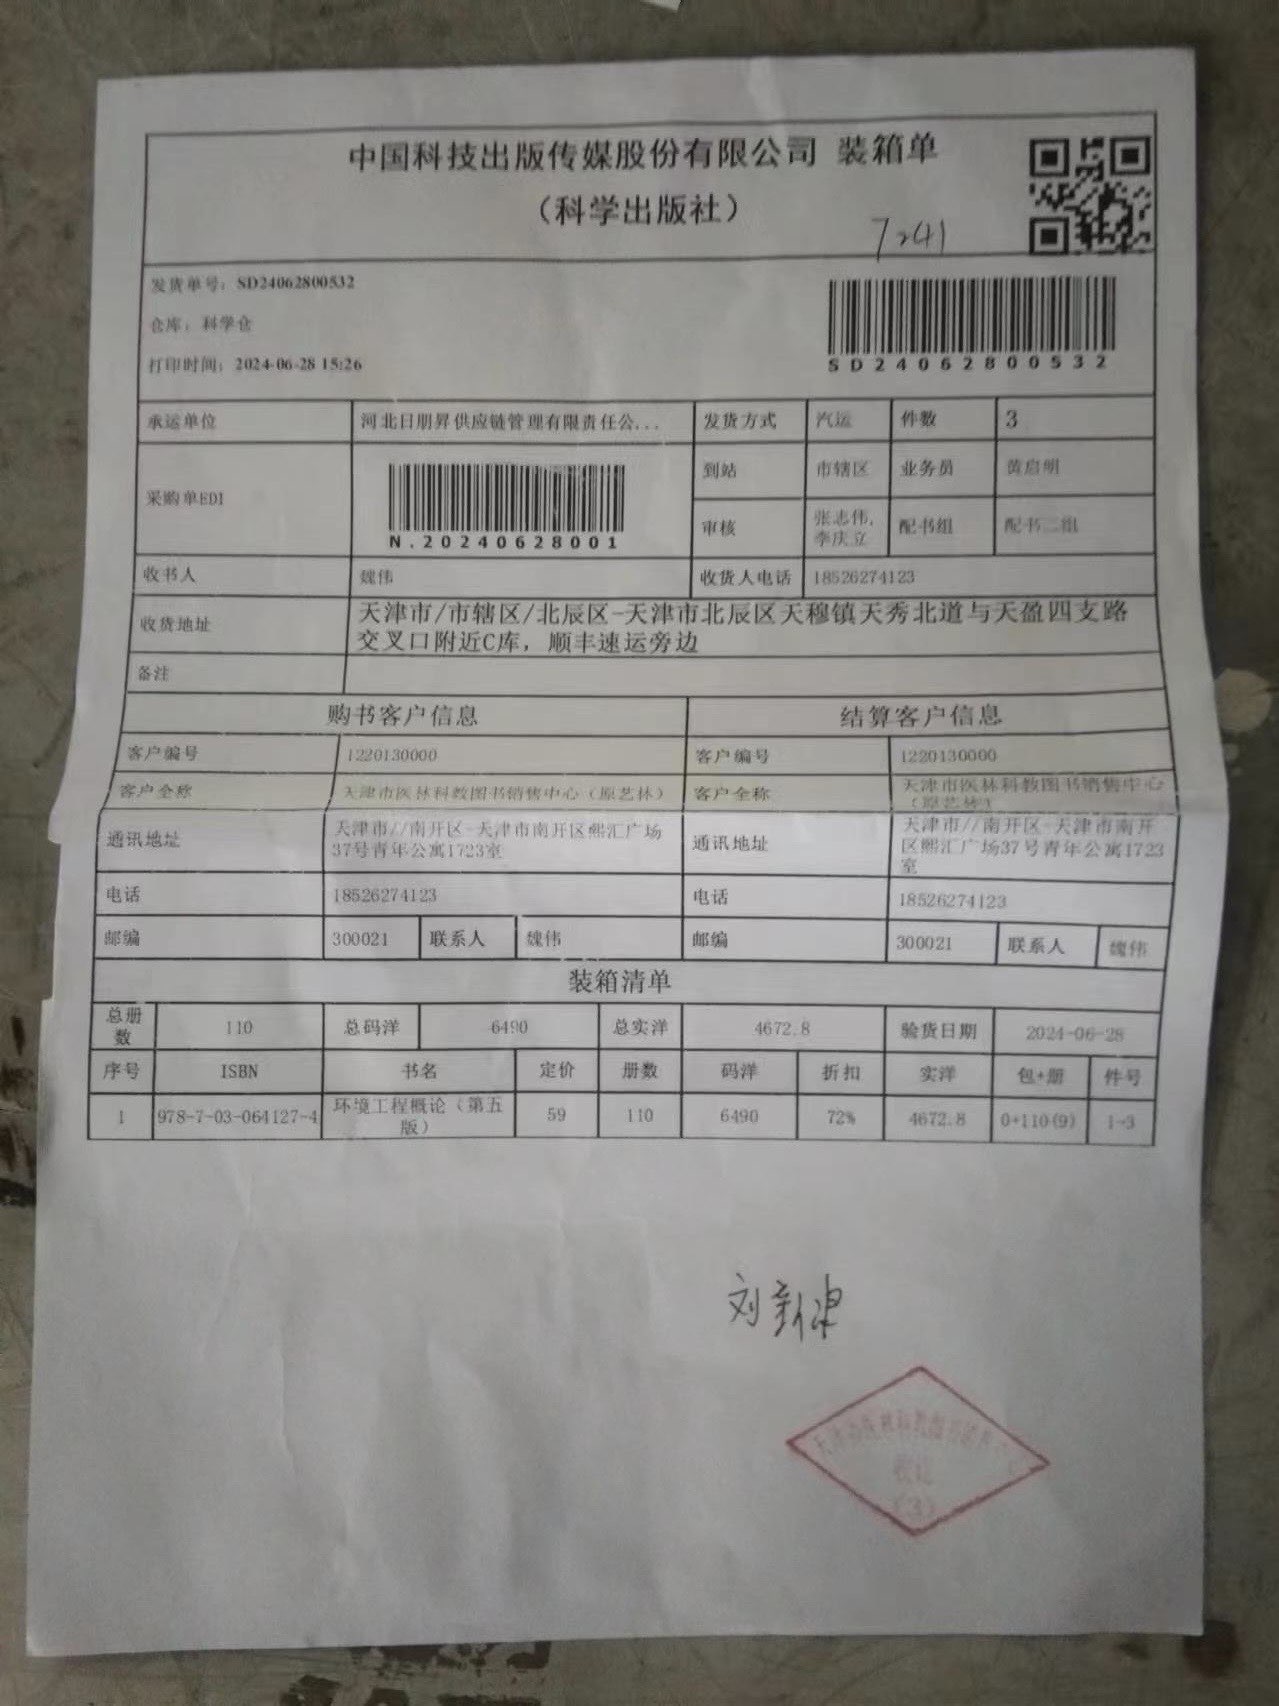 中国科技出版传媒股份有限公司 装箱单
（科学出版社）
7241
发货单号：SD24062800532
仓库：科学仓
打印时间：2024-06-28 15:26
SD24062800532
承运单位 河北日朋昇供应链管理有限责任公... 发货方式 汽运 件数 3
采购单EDI N.20240628001 到站 市辖区 业务员 黄启明
审核 张志伟, 李庆立 配书组 配书二组
收书人 魏伟 收货人电话 18526274123
收货地址 天津市/市辖区/北辰区-天津市北辰区天穆镇天秀北道与天盈四支路
交叉口附近C库，顺丰速运旁边
备注
购书客户信息 结算客户信息
客户编号 1220130000 客户编号 1220130000
客户全称 天津市医林科教图书销售中心（原艺林） 客户全称 天津市医林科教图书销售中心
（原艺林）
通讯地址 天津市//南开区-天津市南开区熙汇广场
37号青年公寓1723室 通讯地址 天津市//南开区-天津市南开
区熙汇广场37号青年公寓1723
室
电话 18526274123 电话 18526274123
邮编 300021 联系人 魏伟 邮编 300021 联系人 魏伟
装箱清单
总册数 110 总码洋 6490 总实洋 4672.8 验货日期 2024-06-28
序号 ISBN 书名 定价 册数 码洋 折扣 实洋 包+册 件号
1 978-7-03-064127-4 环境工程概论（第五版） 59 110 6490 72% 4672.8 0+110(9) 1-3
刘
(3)